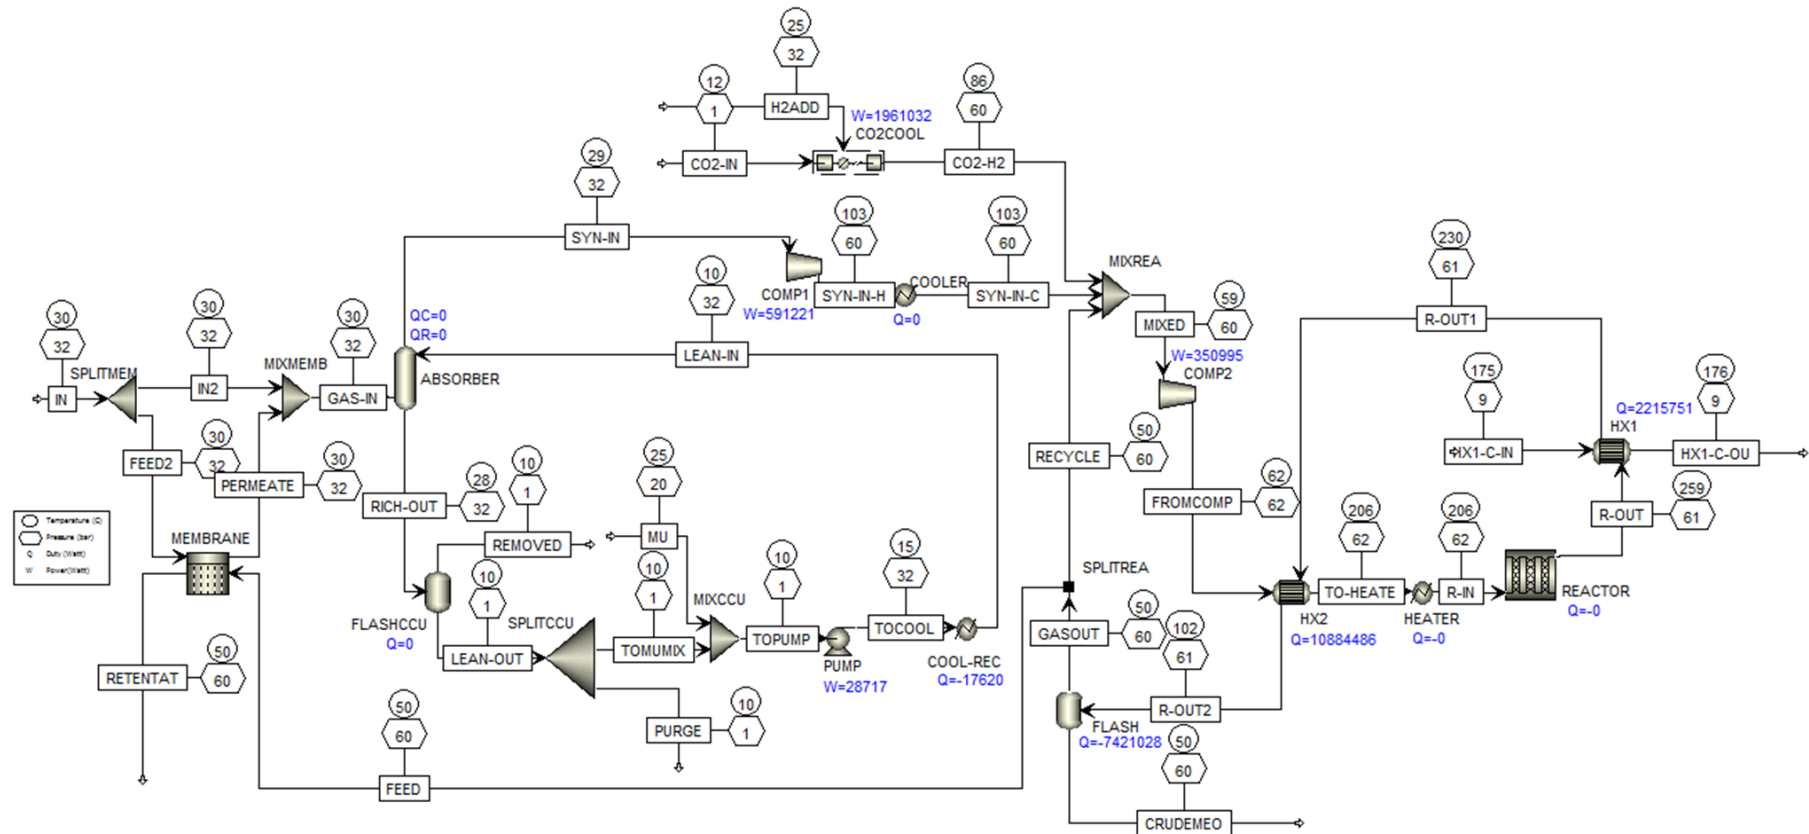 25
32
H2ADD
12
1
CO2-IN
W=1961032
CO2COOL
86
60
CO2-H2
29
32
SYN-IN
103
60
COMP1
W=591221
SYN-IN-H
COOLER
Q=0
103
60
SYN-IN-C
MIXREA
59
60
MIXED
W=350995
COMP2
230
61
R-OUT1
10
32
LEAN-IN
30
32
IN
SPLITMEM
30
32
IN2
MIXMEMB
30
32
GAS-IN
QC=0
QR=0
ABSORBER
175
9
HX1-C-IN
Q=2215751
HX1
176
9
HX1-C-OU
30
32
FEED2
30
32
PERMEATE
RECYCLE
50
60
28
32
RICH-OUT
10
1
REMOVED
25
20
MU
FROMCOMP
62
62
206
62
TO-HEATE
206
62
R-IN
259
61
R-OUT
Temperature (C)
Pressure (bar)
Q Duty (Watt)
W Power(Watt)
MEMBRANE
FLASHCCU
Q=0
10
1
LEAN-OUT
SPLITCCU
10
1
TOMUMIX
MIXCCU
10
1
TOPUMP
PUMP
W=28717
15
32
TOCOOL
COOL-REC
Q=-17620
SPLITREA
HX2
Q=10884486
HEATER
Q=-0
REACTOR
Q=-0
GASOUT
50
60
102
61
R-OUT2
FLASH
Q=-7421028
RETENTAT
50
60
10
1
PURGE
50
60
FEED
50
60
CRUDEMEO